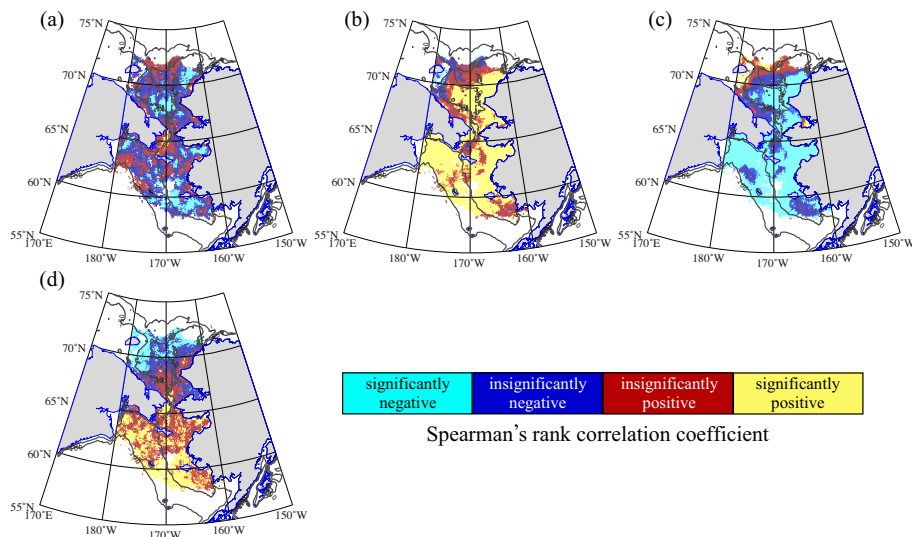 (a)
(b)
(c)
75˚N
75˚N
75˚N
70˚N
70˚N
70˚N
65˚N
65˚N
65˚N
60˚N
60˚N
60˚N
55˚N
55˚N
55˚N
170˚E
180˚W
170˚W
160˚W
150˚W
170˚E
180˚W
170˚W
160˚W
150˚W
170˚E
180˚W
170˚W
160˚W
150˚W
(d)
75˚N
70˚N
65˚N
60˚N
55˚N
170˚E
180˚W
170˚W
160˚W
150˚W
significantly negative
insignificantly negative
insignificantly positive
significantly positive
Spearman's rank correlation coefficient